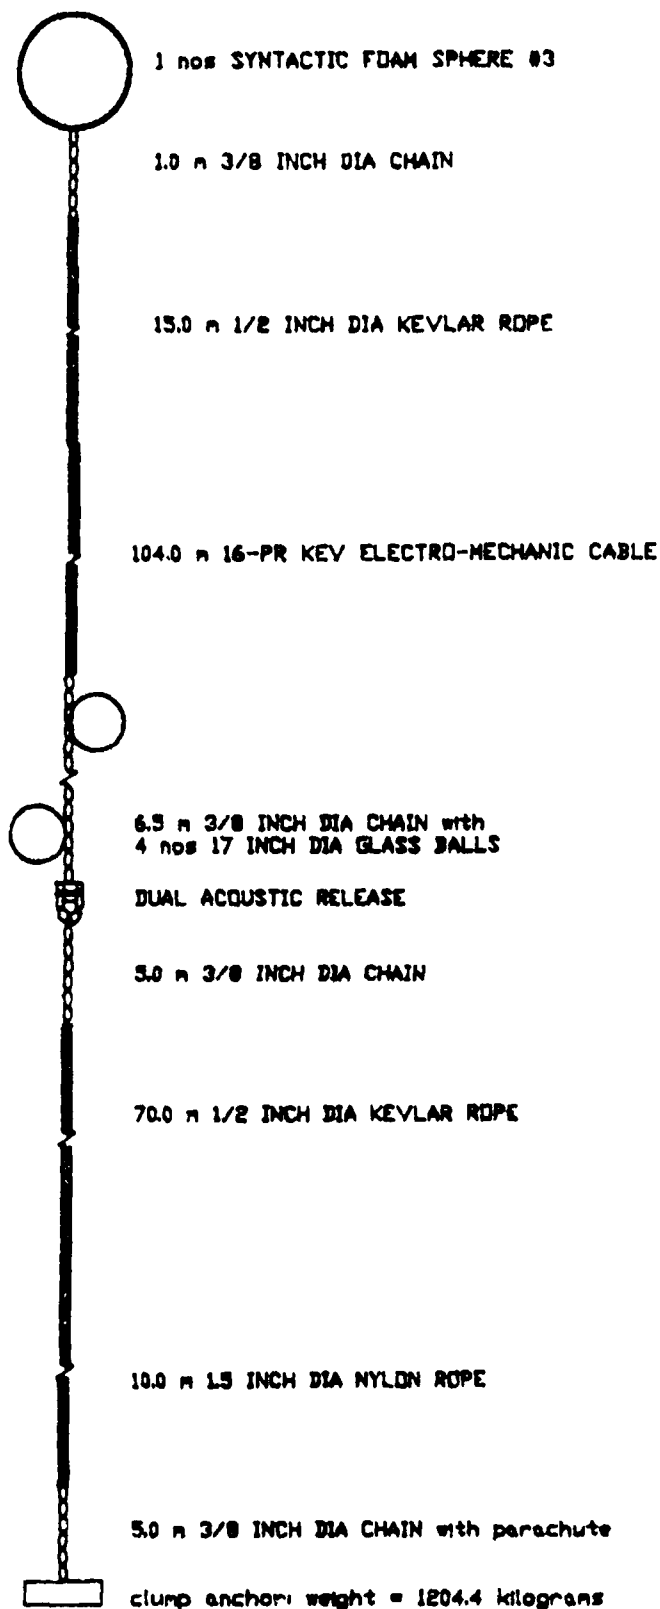 1 nos SYNTACTIC FOAM SPHERE #3
1.0 m 3/8 INCH DIA CHAIN
15.0 m 1/2 INCH DIA KEVLAR ROPE
104.0 m 16-PR KEV ELECTRO-MECHANIC CABLE
6.5 m 3/8 INCH DIA CHAIN with
4 nos 17 INCH DIA GLASS BALLS
DUAL ACOUSTIC RELEASE
5.0 m 3/8 INCH DIA CHAIN
70.0 m 1/2 INCH DIA KEVLAR ROPE
10.0 m 1.5 INCH DIA NYLON ROPE
5.0 m 3/8 INCH DIA CHAIN with parachute
clump anchor: weight = 1204.4 kilograms